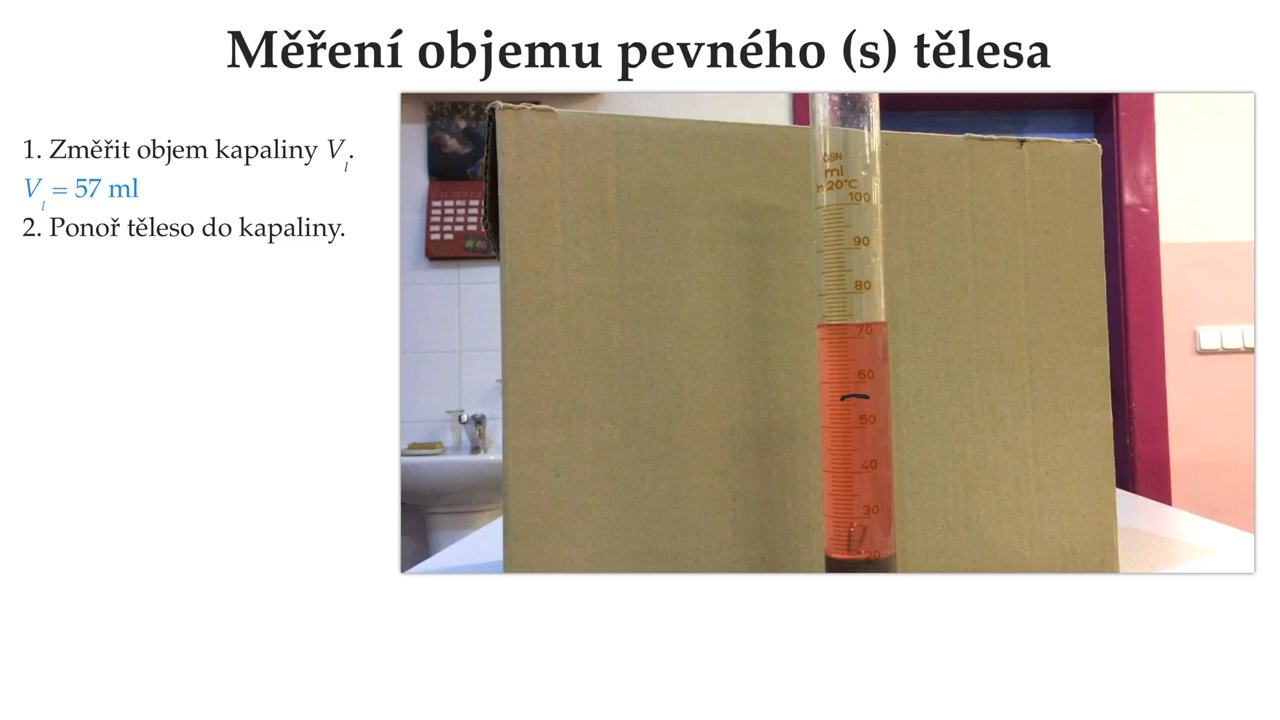 Měření objemu pevného (s) tělesa
1. Změřit objem kapaliny V_l.
V_l = 57 ml
2. Ponoř těleso do kapaliny.
ČSN
ml
20°C
100
90
80
70
60
50
40
30
20